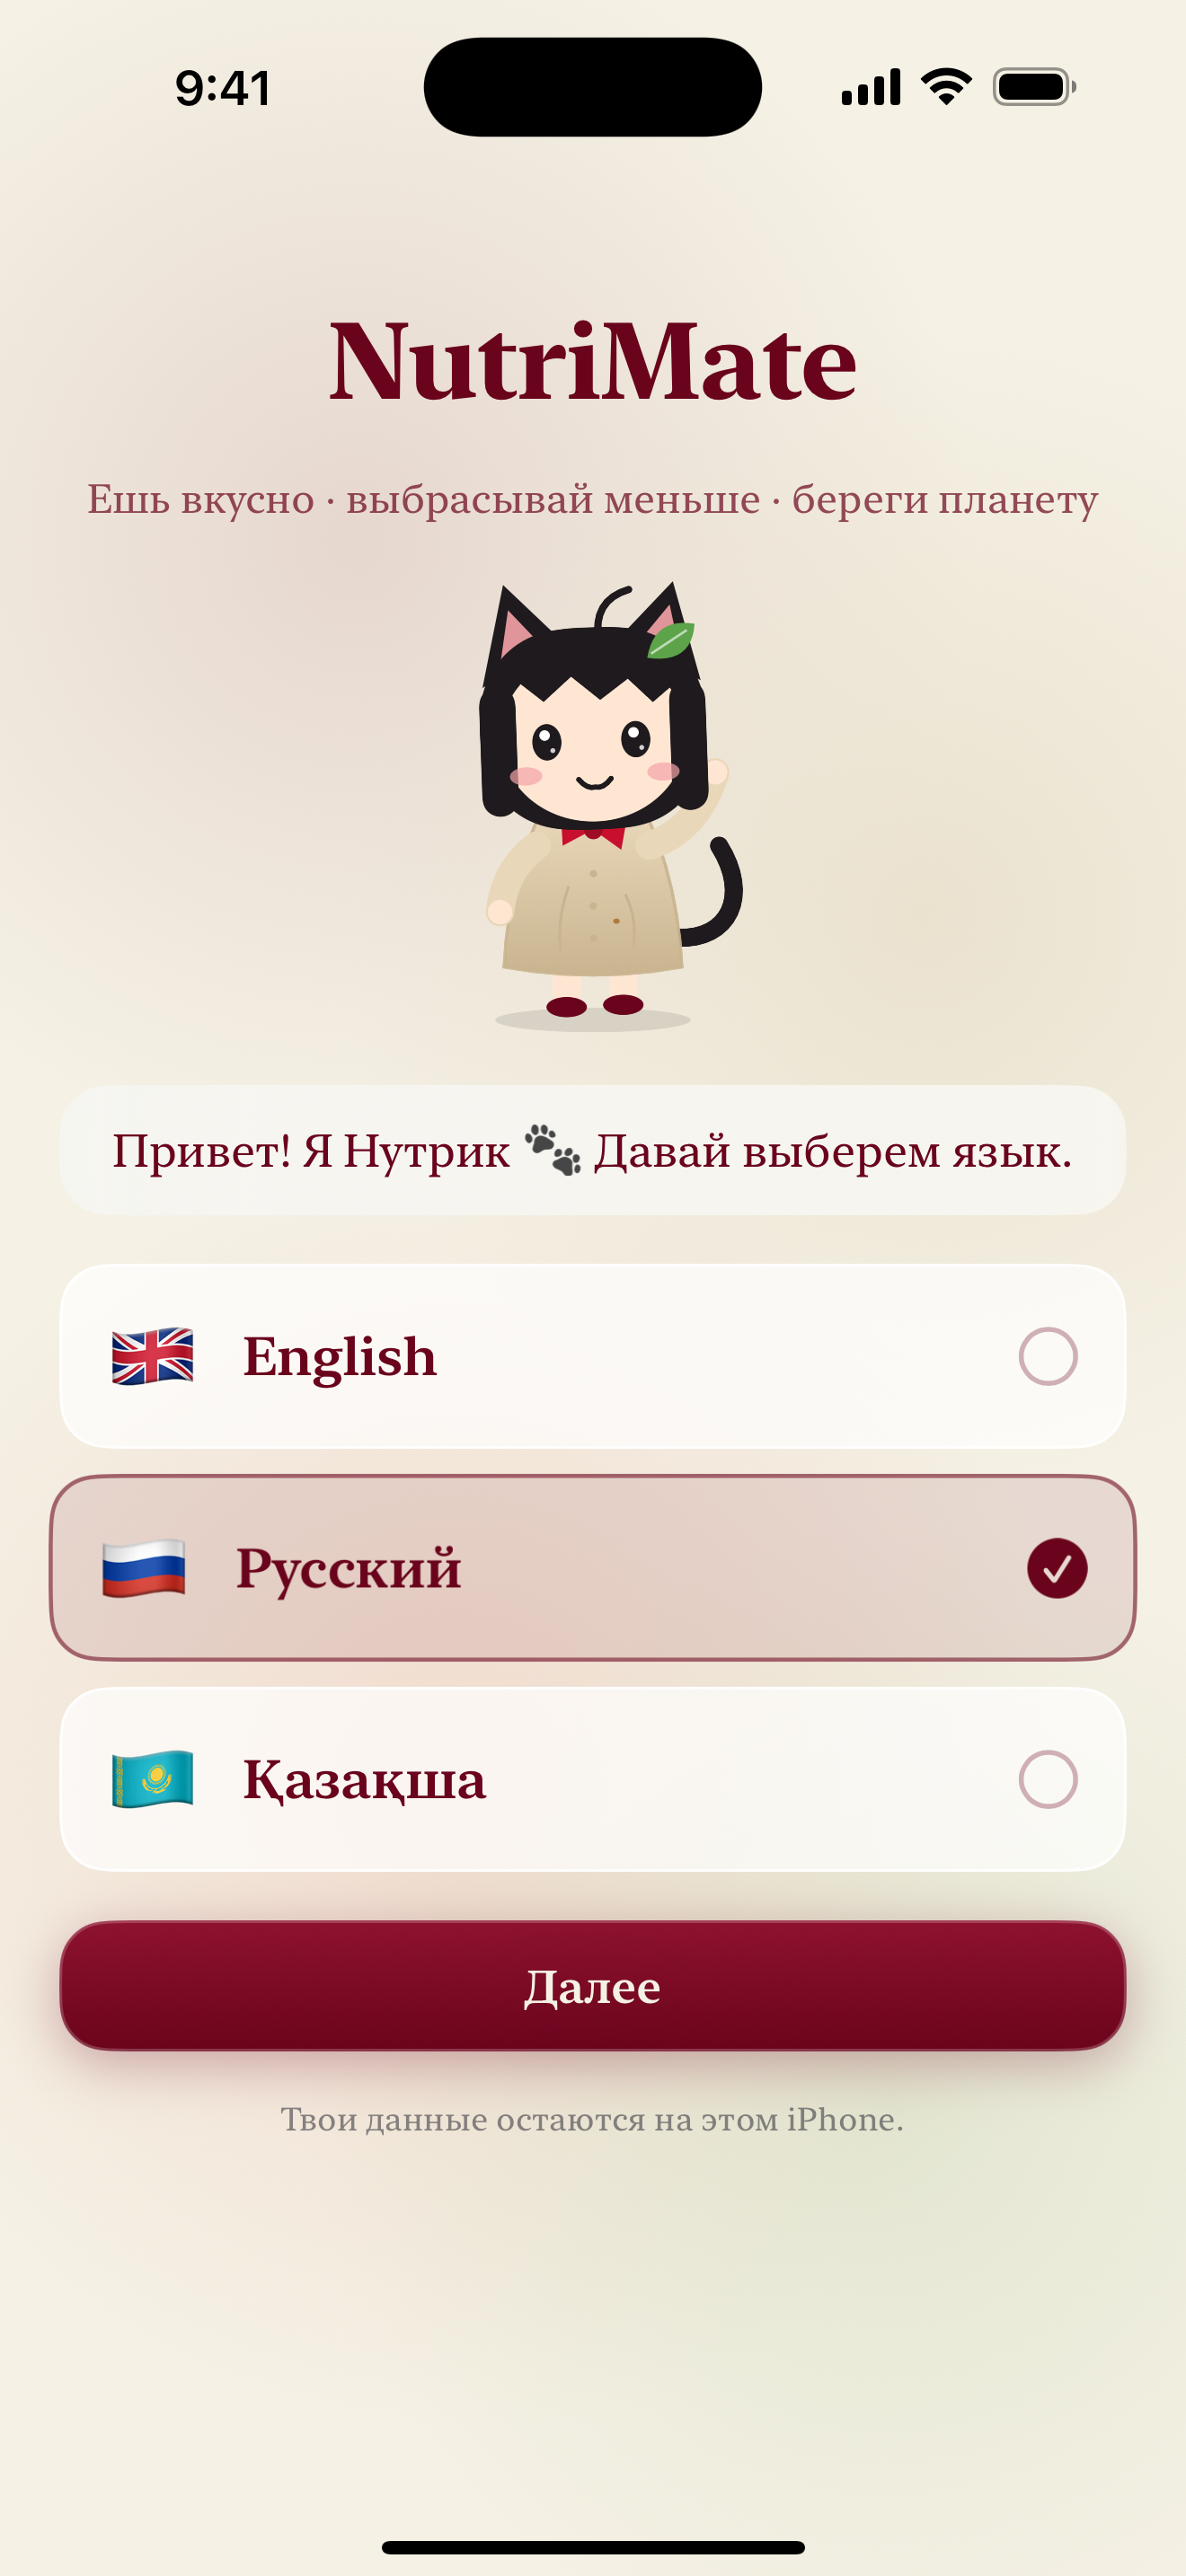 9:41
NutriMate
Ешь вкусно · выбрасывай меньше · береги планету
Привет! Я Нутрик 🐾 Давай выберем язык.
English
Русский
Қазақша
Далее
Твои данные остаются на этом iPhone.